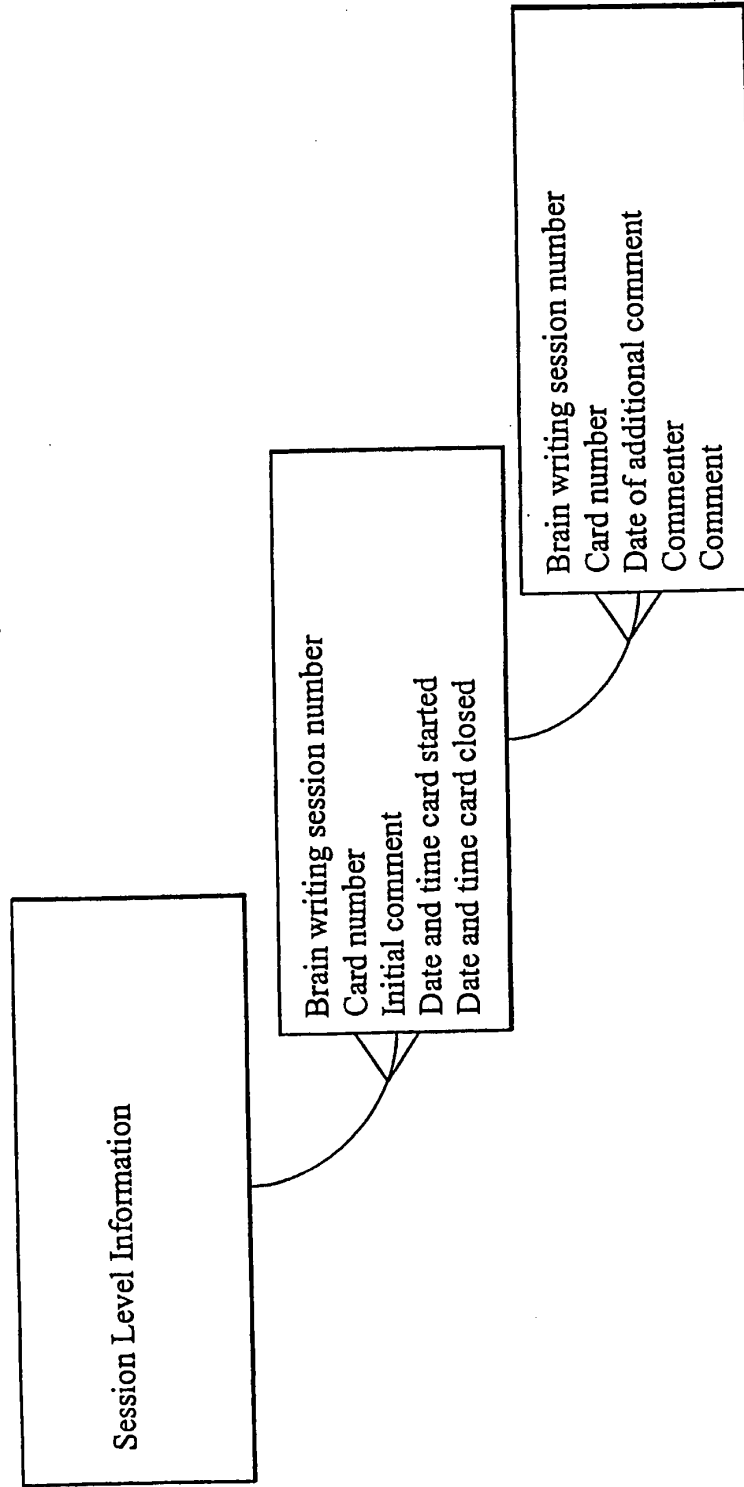 Session Level Information
Brain writing session number
Card number
Initial comment
Date and time card started
Date and time card closed
Brain writing session number
Card number
Date of additional comment
Commenter
Comment